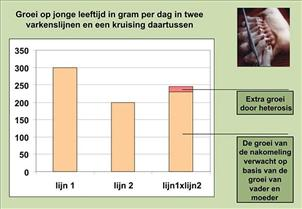 Groei op jonge leeftijd in gram per dag in twee
varkenslijnen en een kruising daartussen
350
300
250
200
150
100
50
0
lijn 1
lijn 2
lijn1xlijn2
Extra groei
door heterosis
De groei van
de nakomeling
verwacht op
basis van de
groei van
vader en
moeder